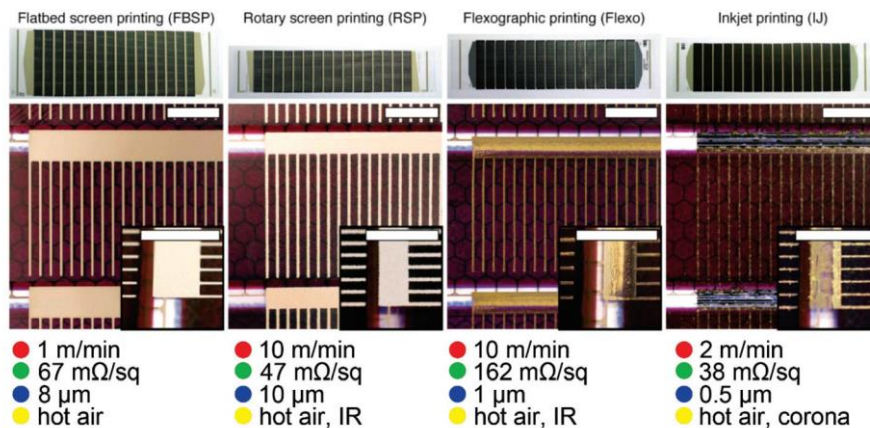 Flatbed screen printing (FBSP)
Rotary screen printing (RSP)
Flexographic printing (Flexo)
Inkjet printing (IJ)
1 m/min
67 mΩ/sq
8 µm
hot air
10 m/min
47 mΩ/sq
10 µm
hot air, IR
10 m/min
162 mΩ/sq
1 µm
hot air, IR
2 m/min
38 mΩ/sq
0.5 µm
hot air, corona